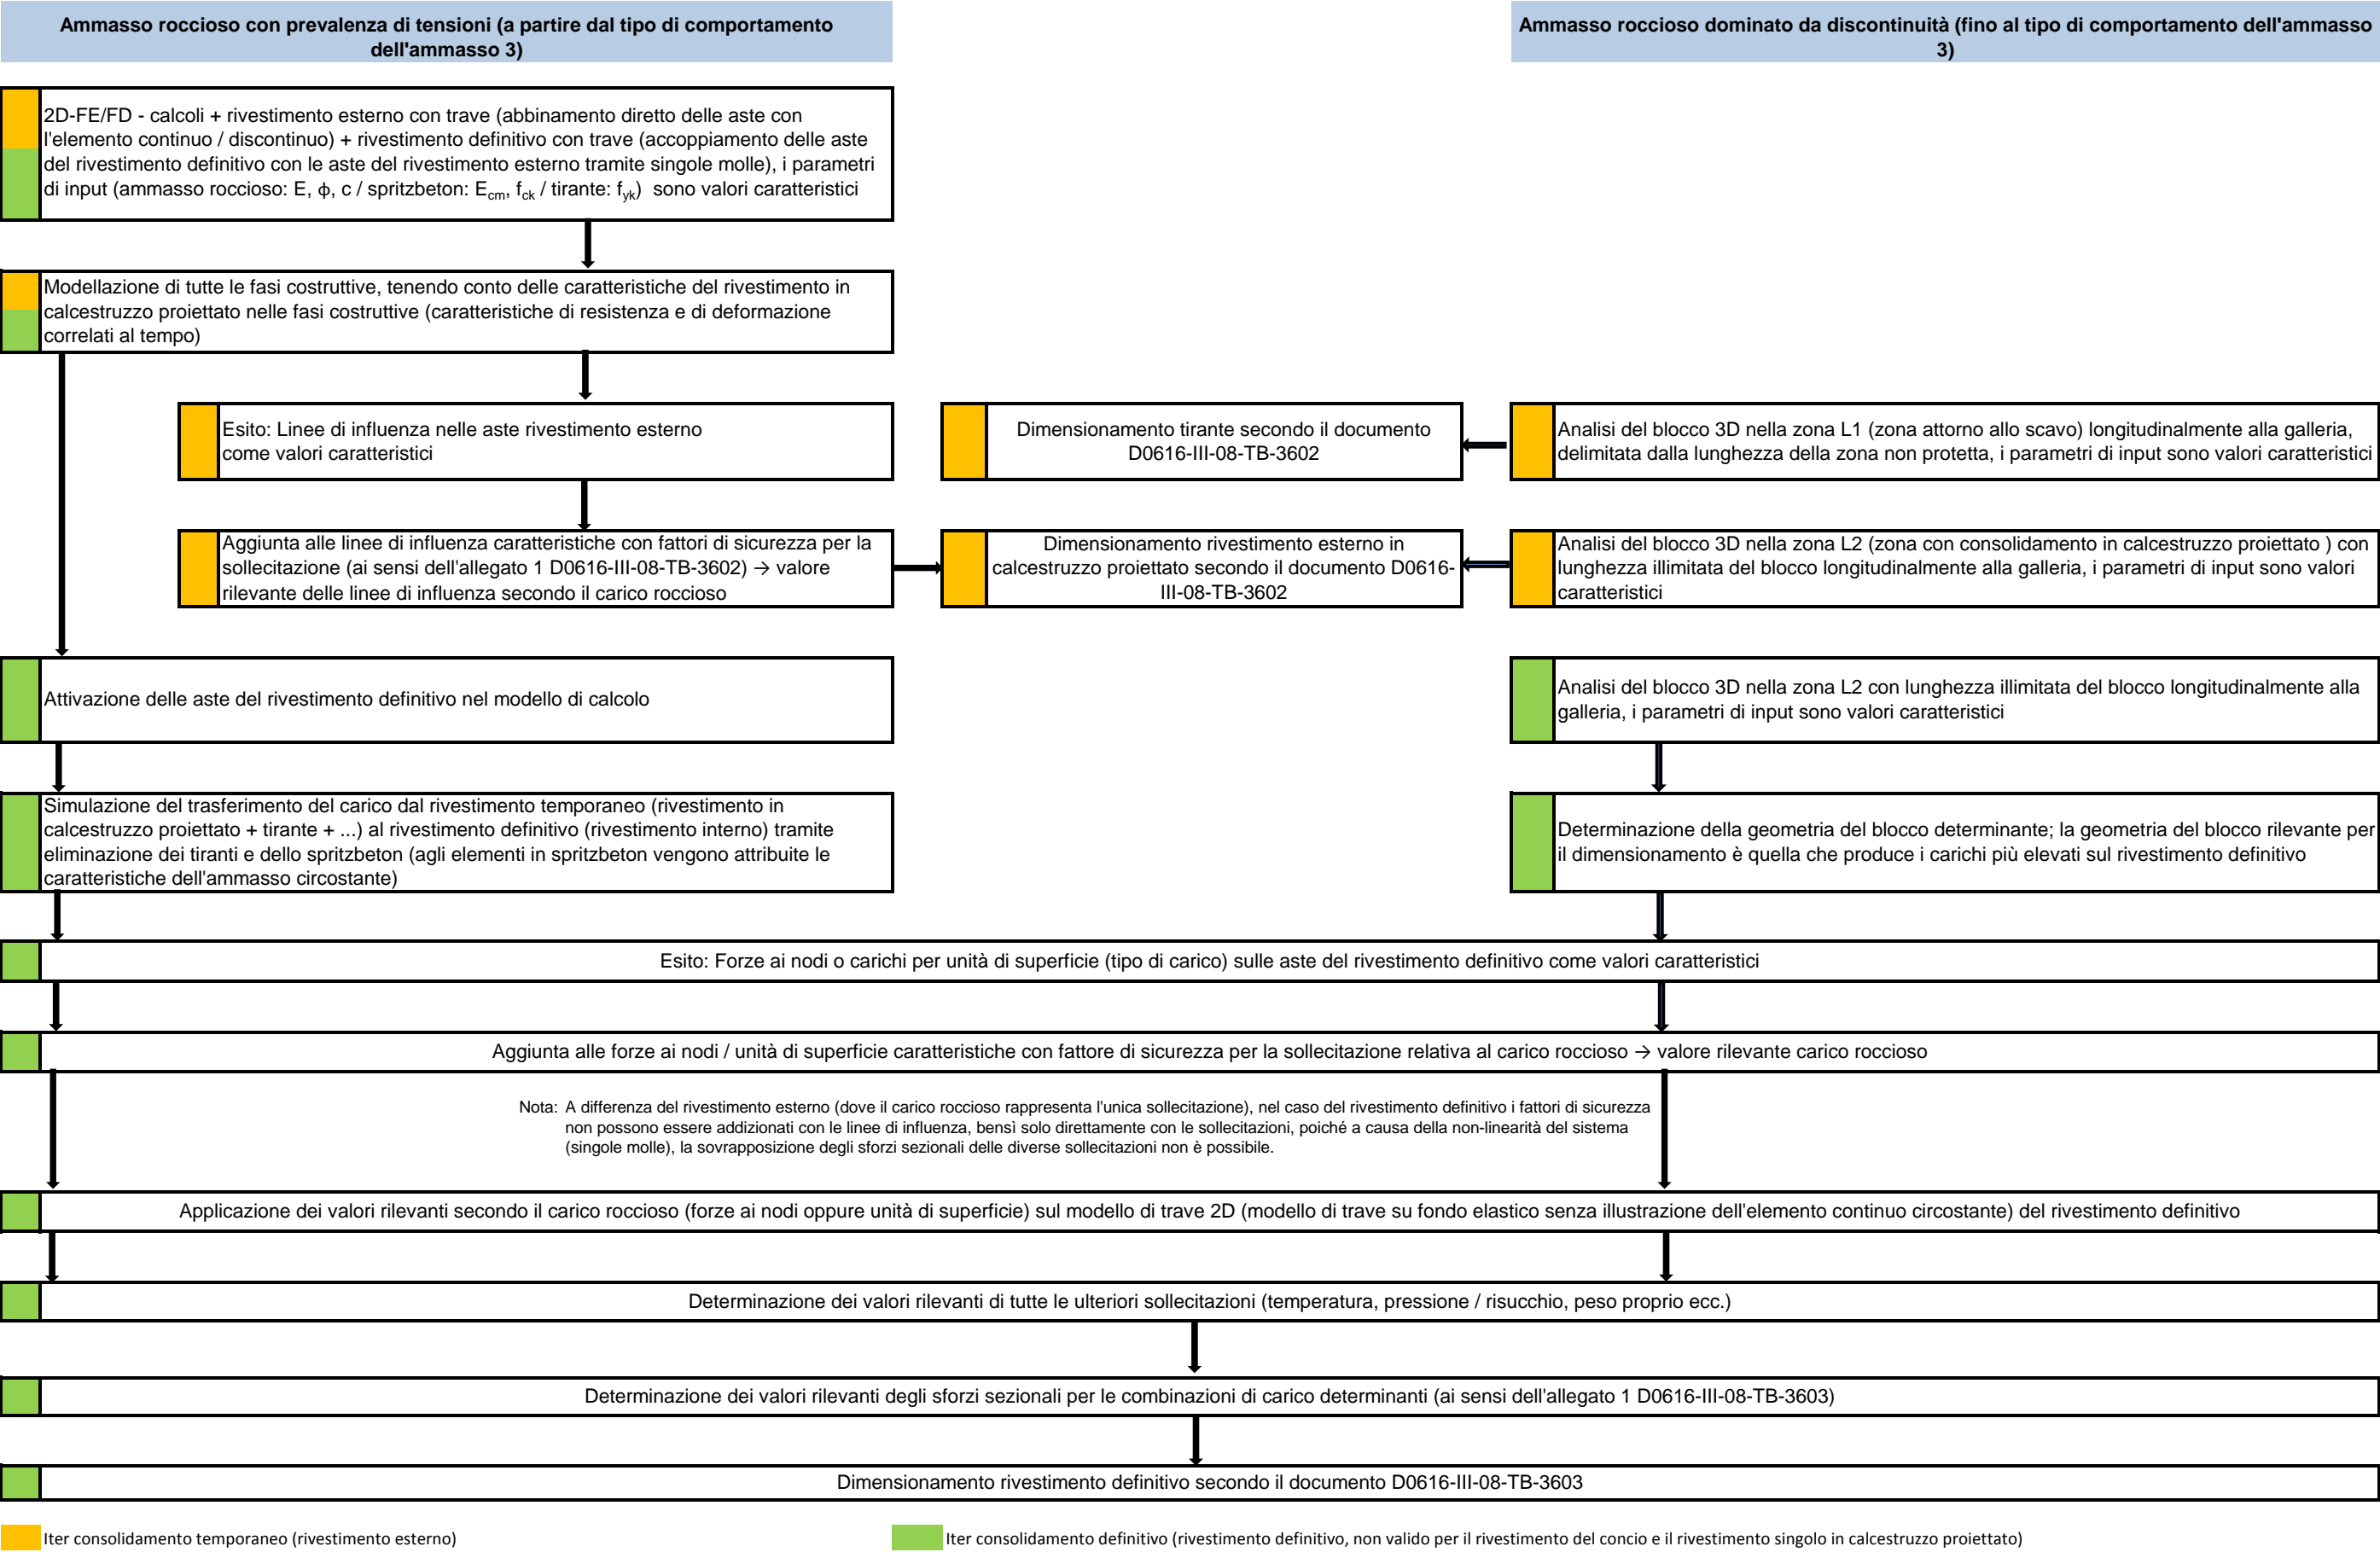 Ammasso roccioso con prevalenza di tensioni (a partire dal tipo di comportamento
dell'ammasso 3)
Ammasso roccioso dominato da discontinuità (fino al tipo di comportamento dell'ammasso
3)
2D-FE/FD - calcoli + rivestimento esterno con trave (abbinamento diretto delle aste con
l'elemento continuo / discontinuo) + rivestimento definitivo con trave (accoppiamento delle aste
del rivestimento definitivo con le aste del rivestimento esterno tramite singole molle), i parametri
di input (ammasso roccioso: E, ϕ, c / spritzbeton: Ecm, fck / tirante: fyk)  sono valori caratteristici
Modellazione di tutte le fasi costruttive, tenendo conto delle caratteristiche del rivestimento in
calcestruzzo proiettato nelle fasi costruttive (caratteristiche di resistenza e di deformazione
correlati al tempo)
Esito: Linee di influenza nelle aste rivestimento esterno
come valori caratteristici
Dimensionamento tirante secondo il documento
D0616-III-08-TB-3602
Analisi del blocco 3D nella zona L1 (zona attorno allo scavo) longitudinalmente alla galleria,
delimitata dalla lunghezza della zona non protetta, i parametri di input sono valori caratteristici
Aggiunta alle linee di influenza caratteristiche con fattori di sicurezza per la
sollecitazione (ai sensi dell'allegato 1 D0616-III-08-TB-3602) → valore
rilevante delle linee di influenza secondo il carico roccioso
Dimensionamento rivestimento esterno in
calcestruzzo proiettato secondo il documento D0616-
III-08-TB-3602
Analisi del blocco 3D nella zona L2 (zona con consolidamento in calcestruzzo proiettato ) con
lunghezza illimitata del blocco longitudinalmente alla galleria, i parametri di input sono valori
caratteristici
Attivazione delle aste del rivestimento definitivo nel modello di calcolo
Analisi del blocco 3D nella zona L2 con lunghezza illimitata del blocco longitudinalmente alla
galleria, i parametri di input sono valori caratteristici
Simulazione del trasferimento del carico dal rivestimento temporaneo (rivestimento in
calcestruzzo proiettato + tirante + ...) al rivestimento definitivo (rivestimento interno) tramite
eliminazione dei tiranti e dello spritzbeton (agli elementi in spritzbeton vengono attribuite le
caratteristiche dell'ammasso circostante)
Determinazione della geometria del blocco determinante; la geometria del blocco rilevante per
il dimensionamento è quella che produce i carichi più elevati sul rivestimento definitivo
Esito: Forze ai nodi o carichi per unità di superficie (tipo di carico) sulle aste del rivestimento definitivo come valori caratteristici
Aggiunta alle forze ai nodi / unità di superficie caratteristiche con fattore di sicurezza per la sollecitazione relativa al carico roccioso → valore rilevante carico roccioso
Nota: A differenza del rivestimento esterno (dove il carico roccioso rappresenta l'unica sollecitazione), nel caso del rivestimento definitivo i fattori di sicurezza
non possono essere addizionati con le linee di influenza, bensì solo direttamente con le sollecitazioni, poiché a causa della non-linearità del sistema
(singole molle), la sovrapposizione degli sforzi sezionali delle diverse sollecitazioni non è possibile.
Applicazione dei valori rilevanti secondo il carico roccioso (forze ai nodi oppure unità di superficie) sul modello di trave 2D (modello di trave su fondo elastico senza illustrazione dell'elemento continuo circostante) del rivestimento definitivo
Determinazione dei valori rilevanti di tutte le ulteriori sollecitazioni (temperatura, pressione / risucchio, peso proprio ecc.)
Determinazione dei valori rilevanti degli sforzi sezionali per le combinazioni di carico determinanti (ai sensi dell'allegato 1 D0616-III-08-TB-3603)
Dimensionamento rivestimento definitivo secondo il documento D0616-III-08-TB-3603
Iter consolidamento temporaneo (rivestimento esterno)
Iter consolidamento definitivo (rivestimento definitivo, non valido per il rivestimento del concio e il rivestimento singolo in calcestruzzo proiettato)